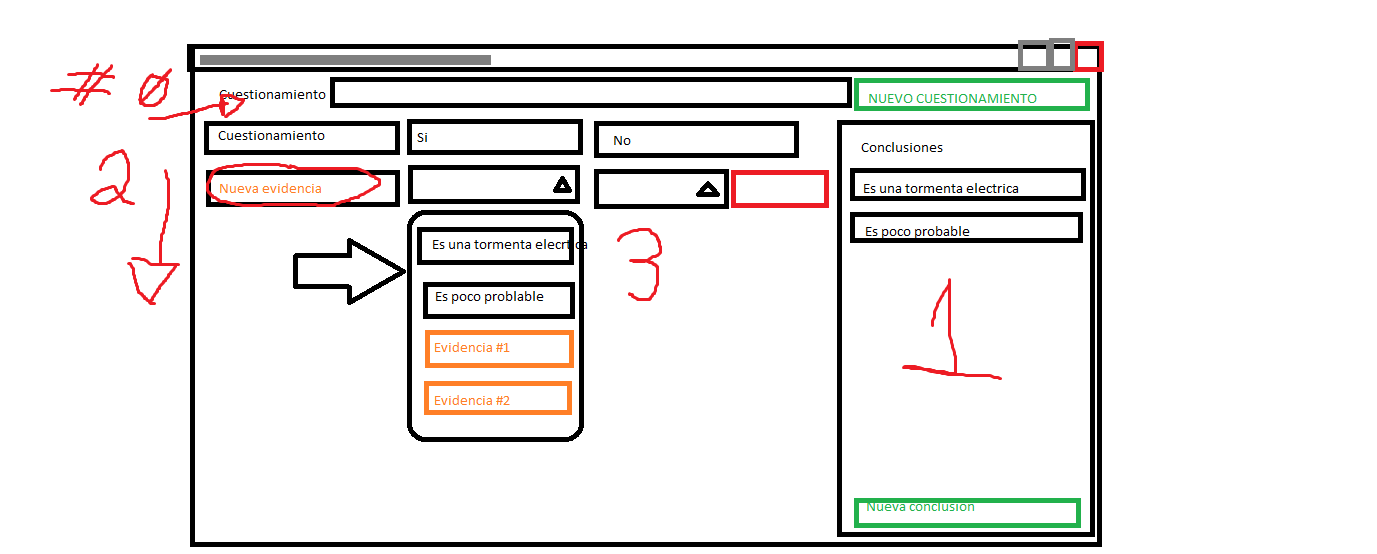 # 0
Cuestionamiento
NUEVO CUESTIONAMIENTO
Cuestionamiento
Si
No
Conclusiones
2
Nueva evidencia
Es una tormenta electrica
Es poco probable
Es una tormenta elecrtica
3
Es poco problable
Evidencia #1
Evidencia #2
1
Nueva conclusion